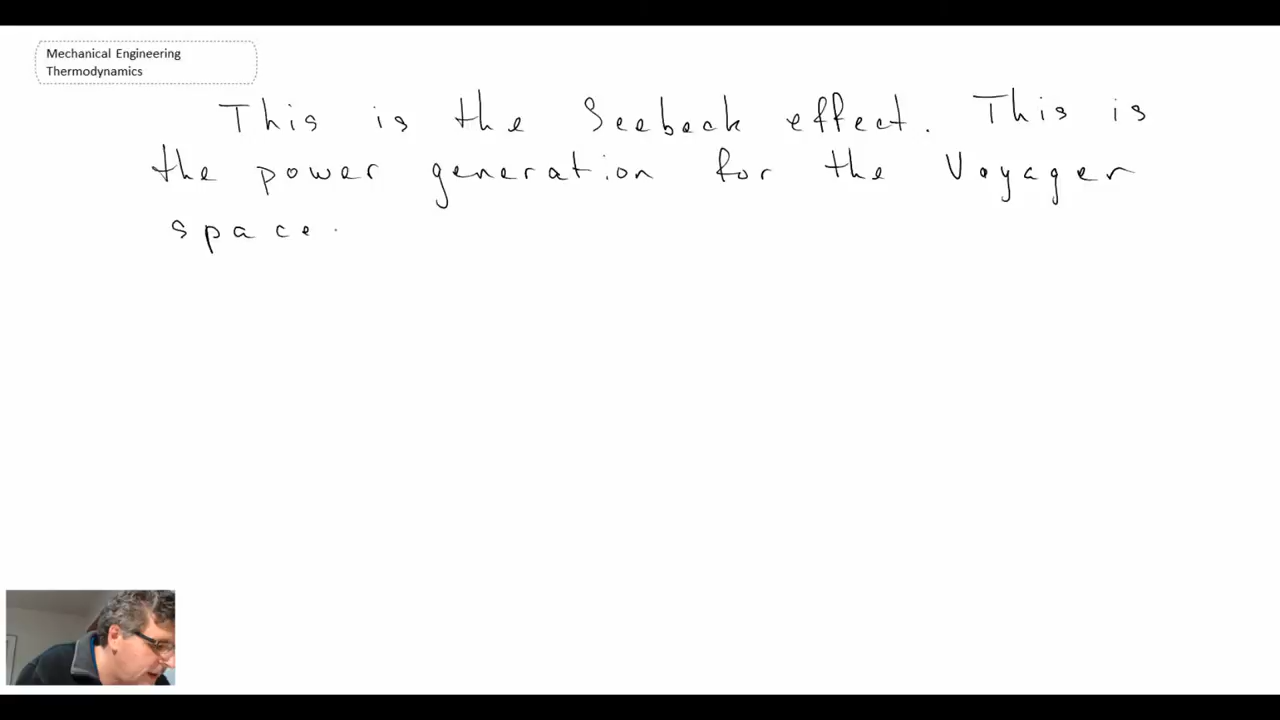 Mechanical Engineering
Thermodynamics
This is the Seebeck effect. This is
the power generation for the Voyager
space